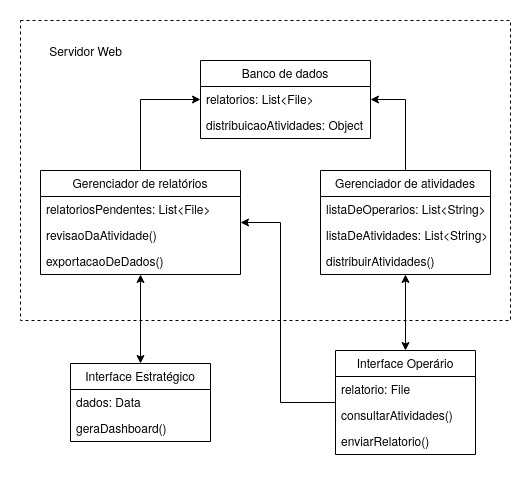 Servidor Web
Banco de dados
relatorios: List<File>
distribuicaoAtividades: Object
Gerenciador de relatórios
relatoriosPendentes: List<File>
revisaoDaAtividade()
exportacaoDeDados()
Gerenciador de atividades
listaDeOperarios: List<String>
listaDeAtividades: List<String>
distribuirAtividades()
Interface Estratégico
dados: Data
geraDashboard()
Interface Operário
relatorio: File
consultarAtividades()
enviarRelatorio()